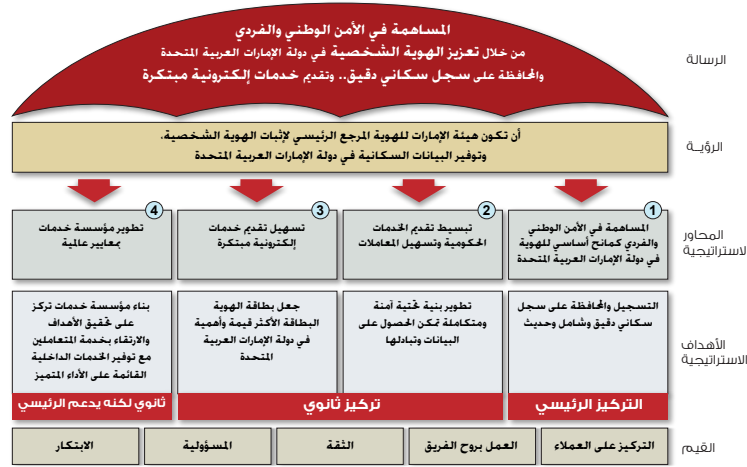 المساهمة في الأمن الوطني والفردي
من خلال تعزيز الهوية الشخصية في دولة الإمارات العربية المتحدة
والمحافظة على سجل سكاني دقيق.. وتقديم خدمات إلكترونية مبتكرة
الرسالة
أن تكون هيئة الإمارات للهوية المرجع الرئيسي لإثبات الهوية الشخصية.
وتوفير البيانات السكانية في دولة الإمارات العربية المتحدة
الرؤيــة
1
المساهمة في الأمن الوطني
والفردي كمانح أساسي للهوية
في دولة الإمارات العربية المتحدة
2
تبسيط تقديم الخدمات
الحكومية وتسهيل المعاملات
3
تسهيل تقديم خدمات
إلكترونية مبتكرة
4
تطوير مؤسسة خدمات
بمعايير عالمية
المحاور
لاستراتيجية
التسجيل والمحافظة على سجل
سكاني دقيق وشامل وحديث
تطوير بنية تحتية آمنة
ومتكاملة تمكن الحصول على
البيانات وتبادلها
جعل بطاقة الهوية
البطاقة الأكثر قيمة وأهمية
في دولة الإمارات العربية
المتحدة
بناء مؤسسة خدمات تركز
على تحقيق الأهداف
والارتقاء بخدمة المتعاملين
مع توفير الخدمات الداخلية
القائمة على الأداء المتميز
الأهداف
الاستراتيجية
التركيز الرئيسي
تركيز ثانوي
ثانوي لكنه يدعم الرئيسي
القيم
التركيز على العملاء
العمل بروح الفريق
الثقة
المسؤولية
الابتكار